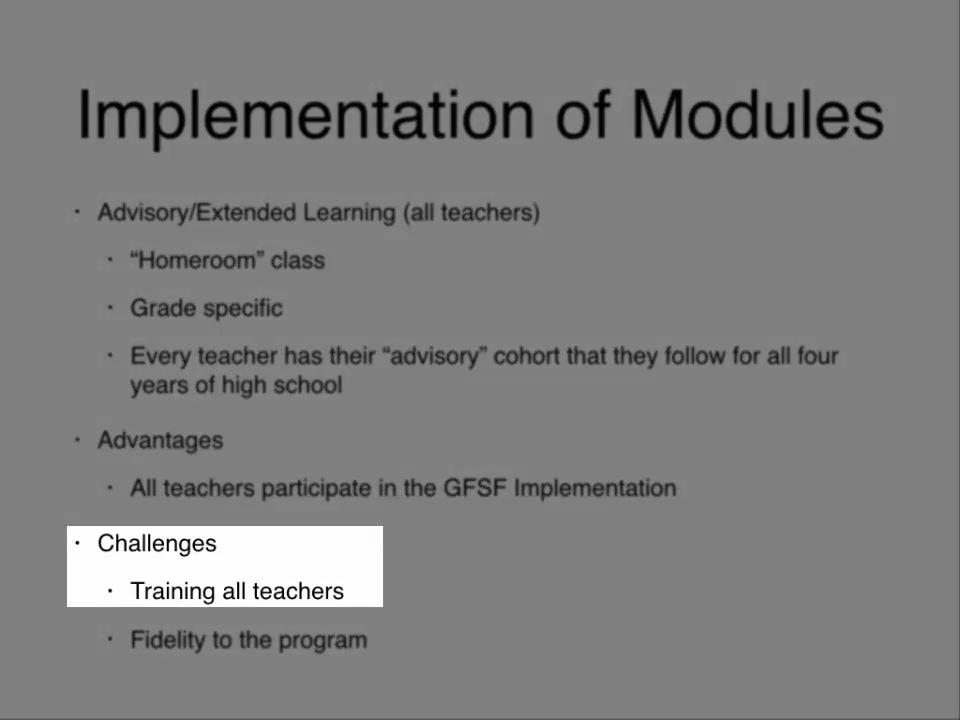 Implementation of Modules
· Advisory/Extended Learning (all teachers)
· “Homeroom” class
· Grade specific
· Every teacher has their “advisory” cohort that they follow for all four
years of high school
· Advantages
· All teachers participate in the GFSF Implementation
· Challenges
· Training all teachers
· Fidelity to the program